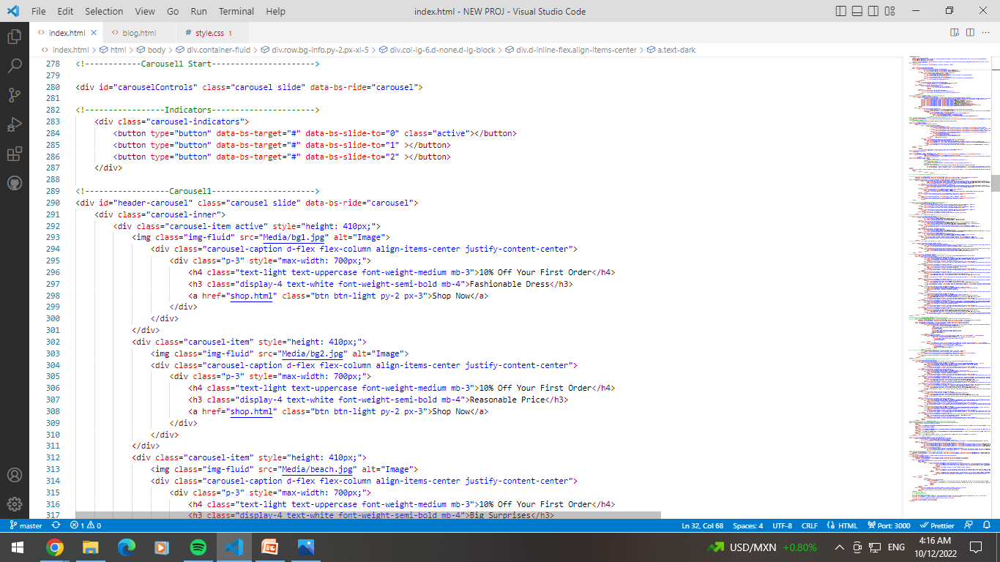 File Edit Selection View Go Run Terminal Help index.html - NEW PROJ - Visual Studio Code
<> index.html × <> blog.html # style.css 1
<> index.html > html > body > div.container-fluid > div.row.bg-info.py-2.px-xl-5 > div.col-lg-6.d-none.d-lg-block > div.d-inline-flex.align-items-center > a.text-dark
278 <!------------Carousel1 Start---------------------->
279
280 <div id="carouselControls" class="carousel slide" data-bs-ride="carousel">
281
282 <!-----------------Indicators---------------------->
283 <div class="carousel-indicators">
284 <button type="button" data-bs-target="#" data-bs-slide-to="0" class="active"></button>
285 <button type="button" data-bs-target="#" data-bs-slide-to="1" ></button>
286 <button type="button" data-bs-target="#" data-bs-slide-to="2" ></button>
287 </div>
288
289 <!------------------Carousel1---------------------->
290 <div id="header-carousel" class="carousel slide" data-bs-ride="carousel">
291 <div class="carousel-inner">
292 <div class="carousel-item active" style="height: 410px;">
293 <img class="img-fluid" src="Media/bg1.jpg" alt="Image">
294 <div class="carousel-caption d-flex flex-column align-items-center justify-content-center">
295 <div class="p-3" style="max-width: 700px;">
296 <h4 class="text-light text-uppercase font-weight-medium mb-3">10% Off Your First Order</h4>
297 <h3 class="display-4 text-white font-weight-semi-bold mb-4">Fashionable Dress</h3>
298 <a href="shop.html" class="btn btn-light py-2 px-3">Shop Now</a>
299 </div>
300 </div>
301 </div>
302 <div class="carousel-item" style="height: 410px;">
303 <img class="img-fluid" src="Media/bg2.jpg" alt="Image">
304 <div class="carousel-caption d-flex flex-column align-items-center justify-content-center">
305 <div class="p-3" style="max-width: 700px;">
306 <h4 class="text-light text-uppercase font-weight-medium mb-3">10% Off Your First Order</h4>
307 <h3 class="display-4 text-white font-weight-semi-bold mb-4">Reasonable Price</h3>
308 <a href="shop.html" class="btn btn-light py-2 px-3">Shop Now</a>
309 </div>
310 </div>
311 </div>
312 <div class="carousel-item" style="height: 410px;">
313 <img class="img-fluid" src="Media/beach.jpg" alt="Image">
314 <div class="carousel-caption d-flex flex-column align-items-center justify-content-center">
315 <div class="p-3" style="max-width: 700px;">
316 <h4 class="text-light text-uppercase font-weight-medium mb-3">10% Off Your First Order</h4>
317 <h3 class="display-4 text-white font-weight-semi-bold mb-4">Big Surprises</h3>
master 1 0 Ln 32, Col 68 Spaces: 4 UTF-8 CRLF HTML Port: 3000 Prettier
USD/MXN +0.80% ENG 4:16 AM
10/12/2022